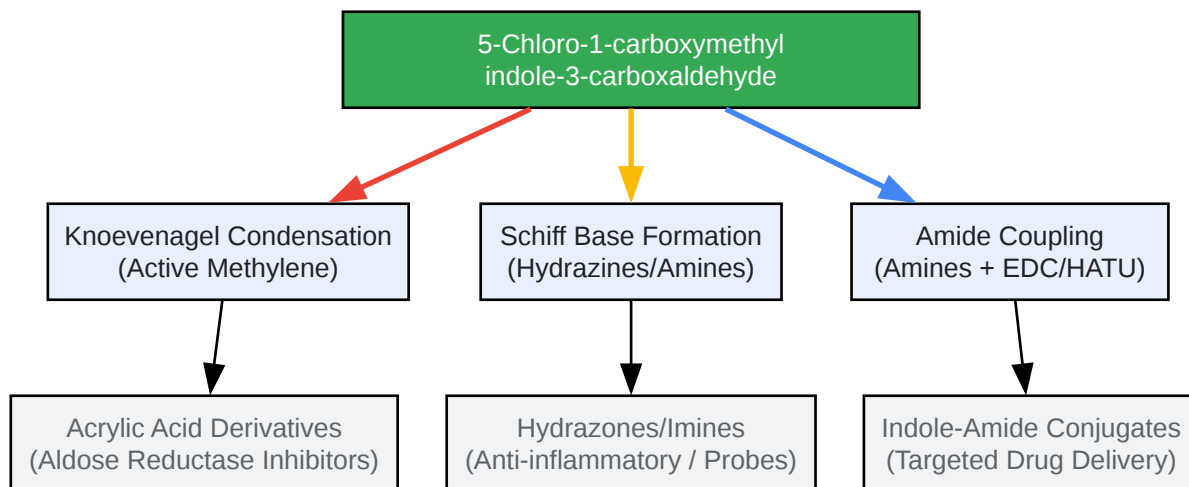 5-Chloro-1-carboxymethyl
indole-3-carboxaldehyde
Knoevenagel Condensation
(Active Methylene)
Schiff Base Formation
(Hydrazines/Amines)
Amide Coupling
(Amines + EDC/HATU)
Acrylic Acid Derivatives
(Aldose Reductase Inhibitors)
Hydrazones/Imines
(Anti-inflammatory / Probes)
Indole-Amide Conjugates
(Targeted Drug Delivery)